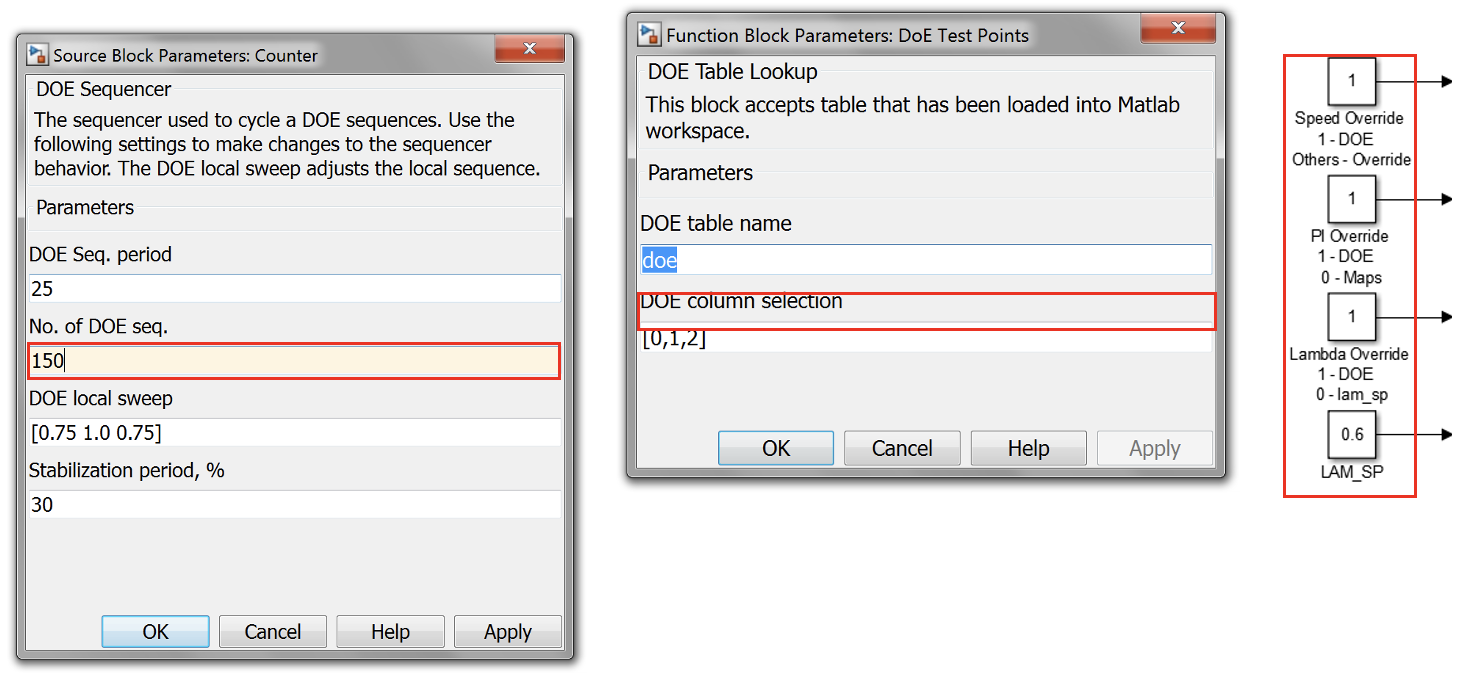 Source Block Parameters: Counter
DOE Sequencer
The sequencer used to cycle a DOE sequences. Use the
following settings to make changes to the sequencer
behavior. The DOE local sweep adjusts the local sequence.
Parameters
DOE Seq. period
25
No. of DOE seq.
150
DOE local sweep
[0.75 1.0 0.75]
Stabilization period, %
30
OK
Cancel
Help
Apply
Function Block Parameters: DoE Test Points
DOE Table Lookup
This block accepts table that has been loaded into Matlab
workspace.
Parameters
DOE table name
doe
DOE column selection
[0,1,2]
OK
Cancel
Help
Apply
1
Speed Override
1 - DOE
Others - Override
1
PI Override
1 - DOE
0 - Maps
1
Lambda Override
1 - DOE
0 - lam_sp
0.6
LAM_SP